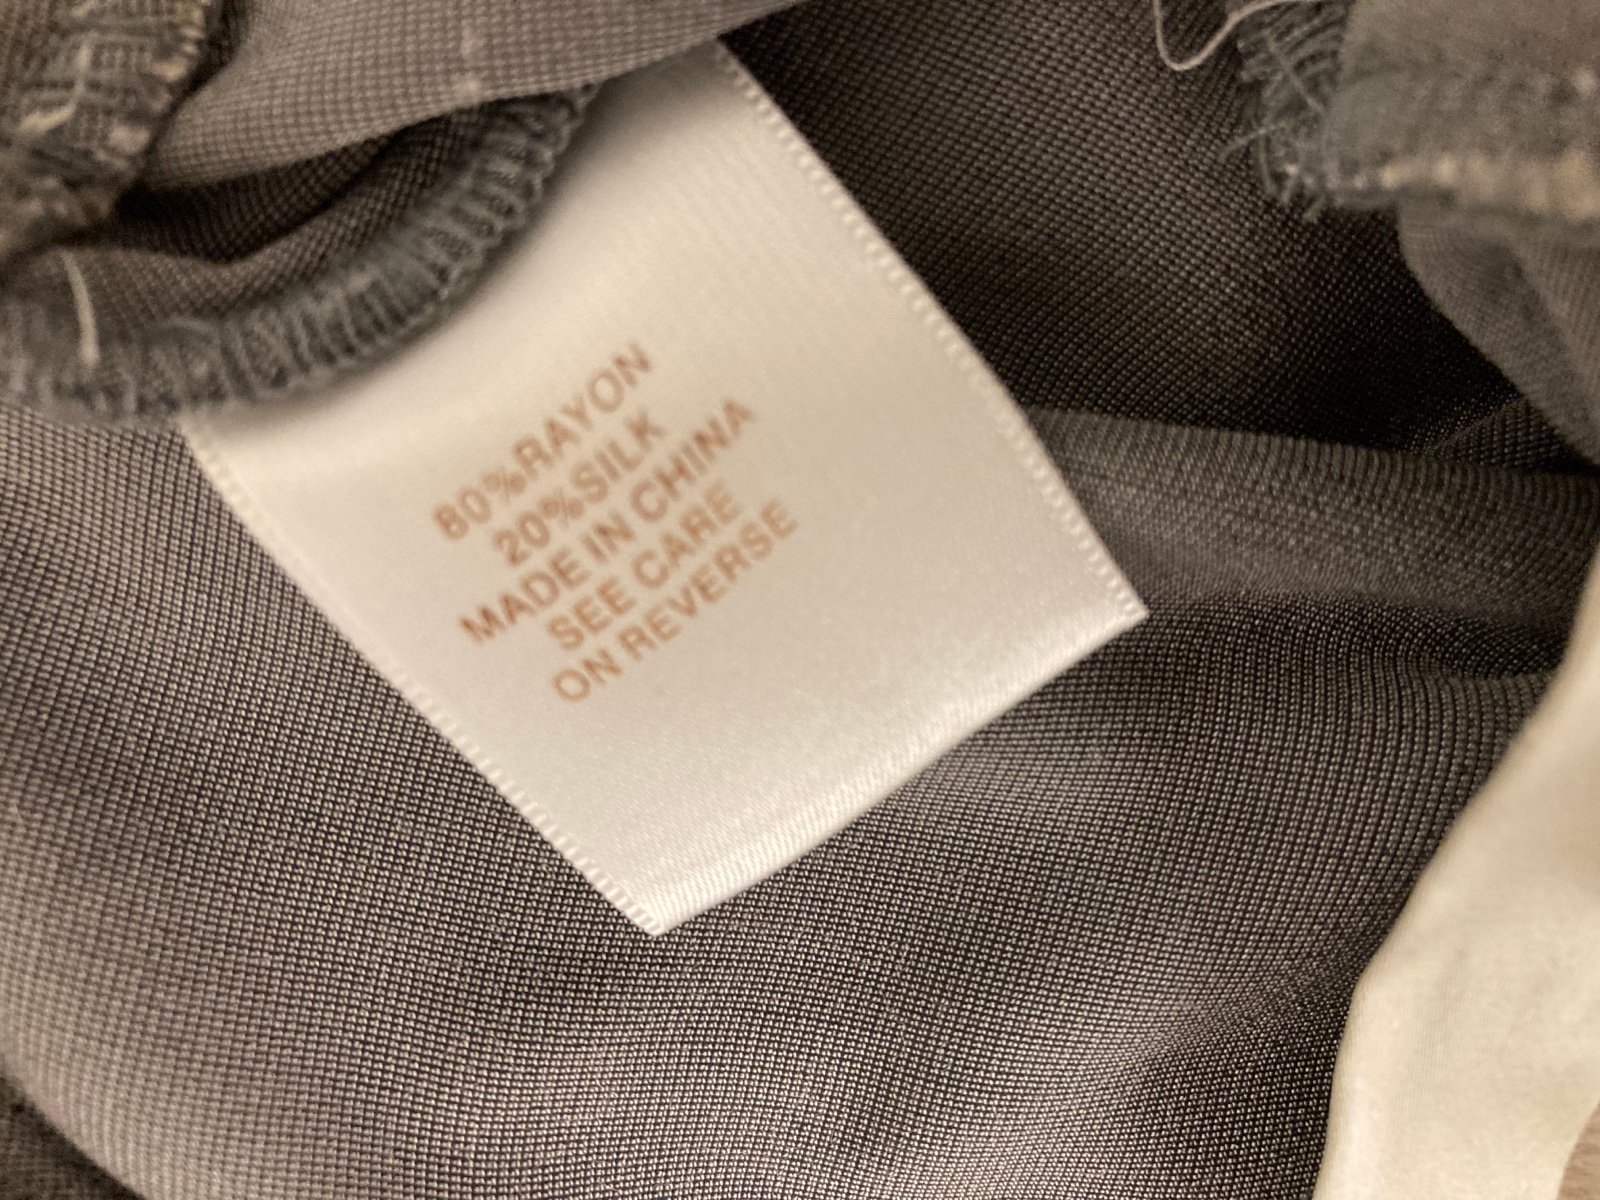 80%RAYON
20%SILK
MADE IN CHINA
SEE CARE
ON REVERSE